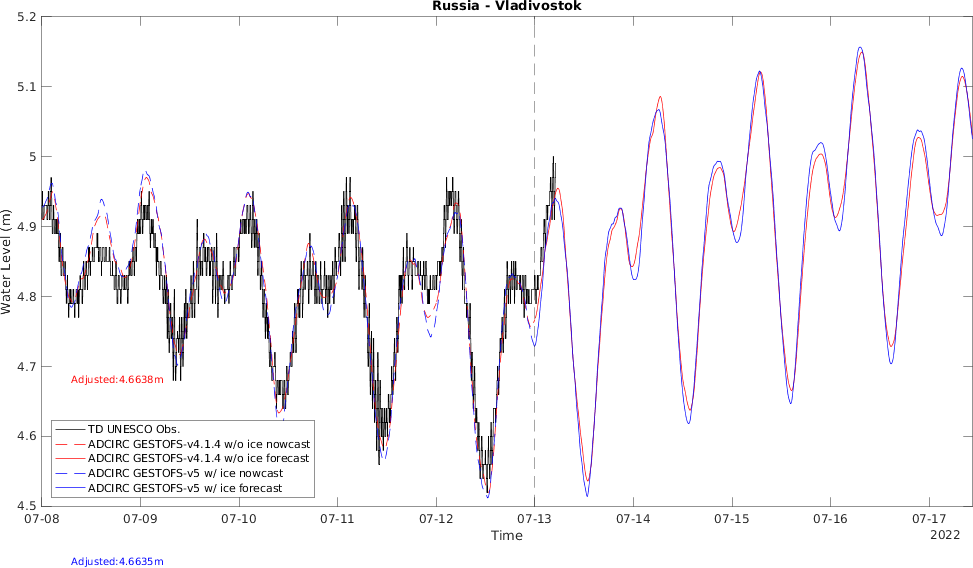 Russia - Vladivostok
5.2
5.1
5
4.9
4.8
4.7
4.6
4.5
Water Level (m)
Adjusted:4.6638m
TD UNESCO Obs.
ADCIRC GESTOFS-v4.1.4 w/o ice nowcast
ADCIRC GESTOFS-v4.1.4 w/o ice forecast
ADCIRC GESTOFS-v5 w/ ice nowcast
ADCIRC GESTOFS-v5 w/ ice forecast
07-08 07-09 07-10 07-11 07-12 07-13 07-14 07-15 07-16 07-17
Time
2022
Adjusted:4.6635m